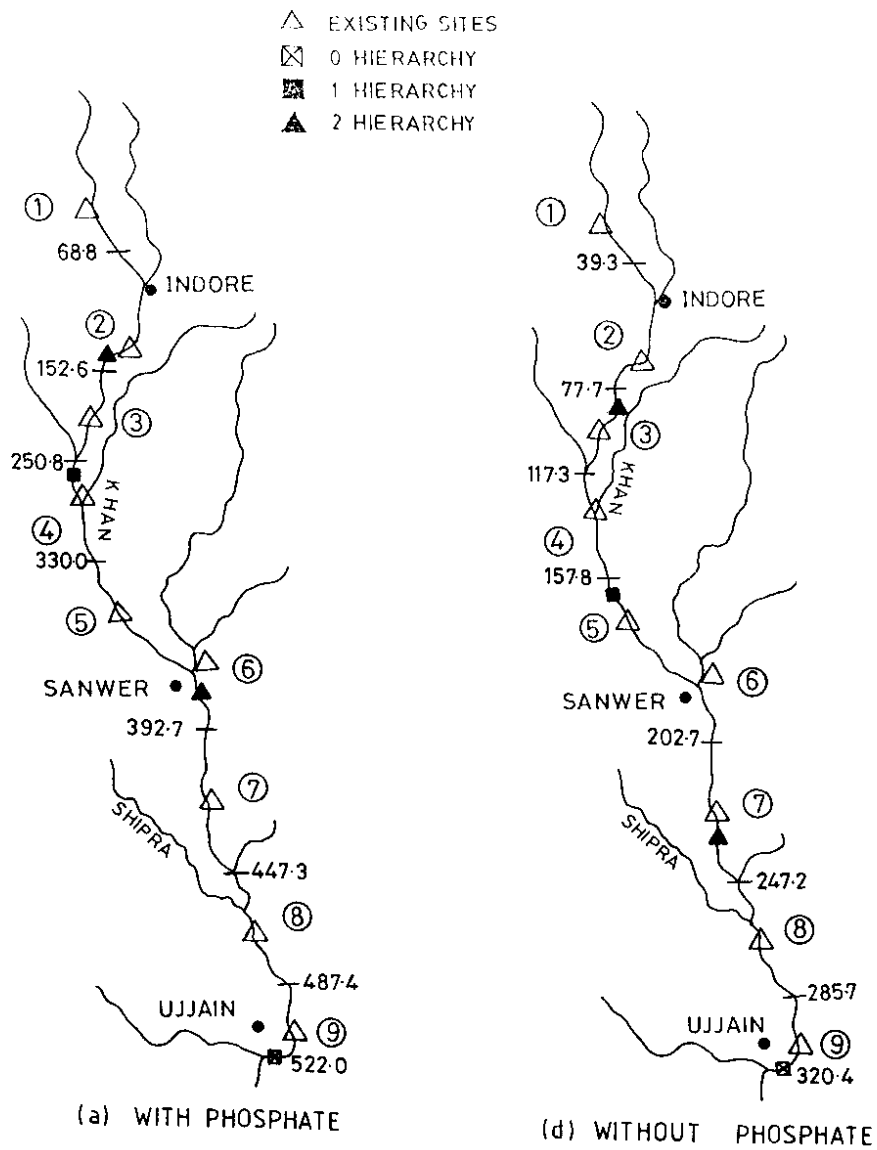 EXISTING SITES
0 HIERARCHY
1 HIERARCHY
2 HIERARCHY
1
68·8
INDORE
2
152·6
3
250·8
KHAN
4
330·0
5
6
SANWER
392·7
7
SHIPRA
447·3
8
487·4
UJJAIN
9
522·0
(a) WITH PHOSPHATE
1
39·3
INDORE
2
77·7
3
117·3
KHAN
4
157·8
5
6
SANWER
202·7
7
SHIPRA
247·2
8
285·7
UJJAIN
9
320·4
(d) WITHOUT PHOSPHATE